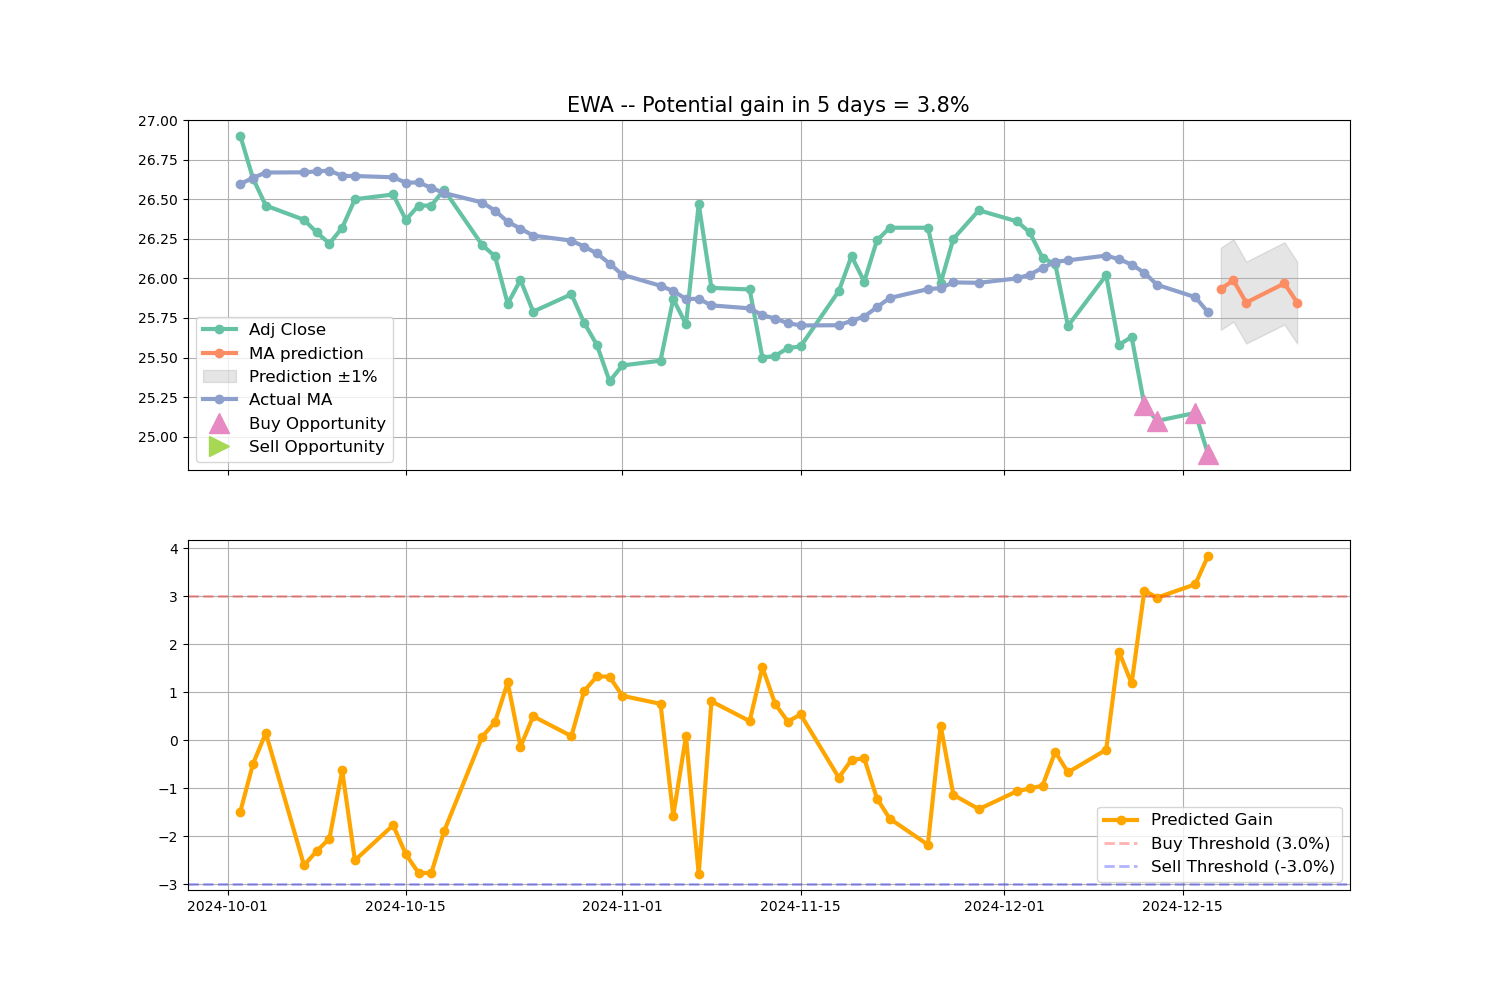 EWA -- Potential gain in 5 days = 3.8%
27.00
26.75
26.50
26.25
26.00
25.75
25.50
25.25
25.00
Adj Close
MA prediction
Prediction ±1%
Actual MA
Buy Opportunity
Sell Opportunity
4
3
2
1
0
−1
−2
−3
Predicted Gain
Buy Threshold (3.0%)
Sell Threshold (-3.0%)
2024-10-01 2024-10-15 2024-11-01 2024-11-15 2024-12-01 2024-12-15